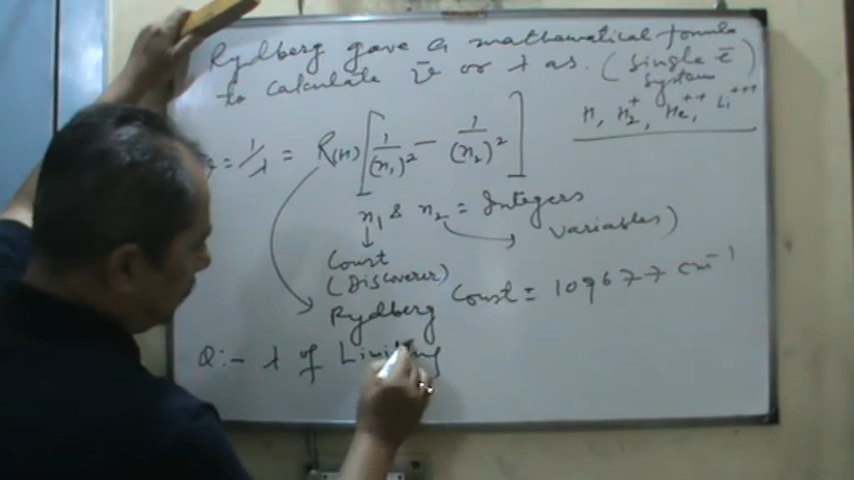 Rydberg gave a mathematical formula
to calculate ν̄ or λ as. (Single ē
System)
H, H₂⁺, He⁺⁺, Li⁺⁺⁺
= 1/λ = R(H) [ 1/(n₁)² − 1/(n₂)² ]
n₁ & n₂ = Integers
Const
(Discoverer)
variables)
Rydberg Const = 109677 cm⁻¹
Q:- λ of Limiting